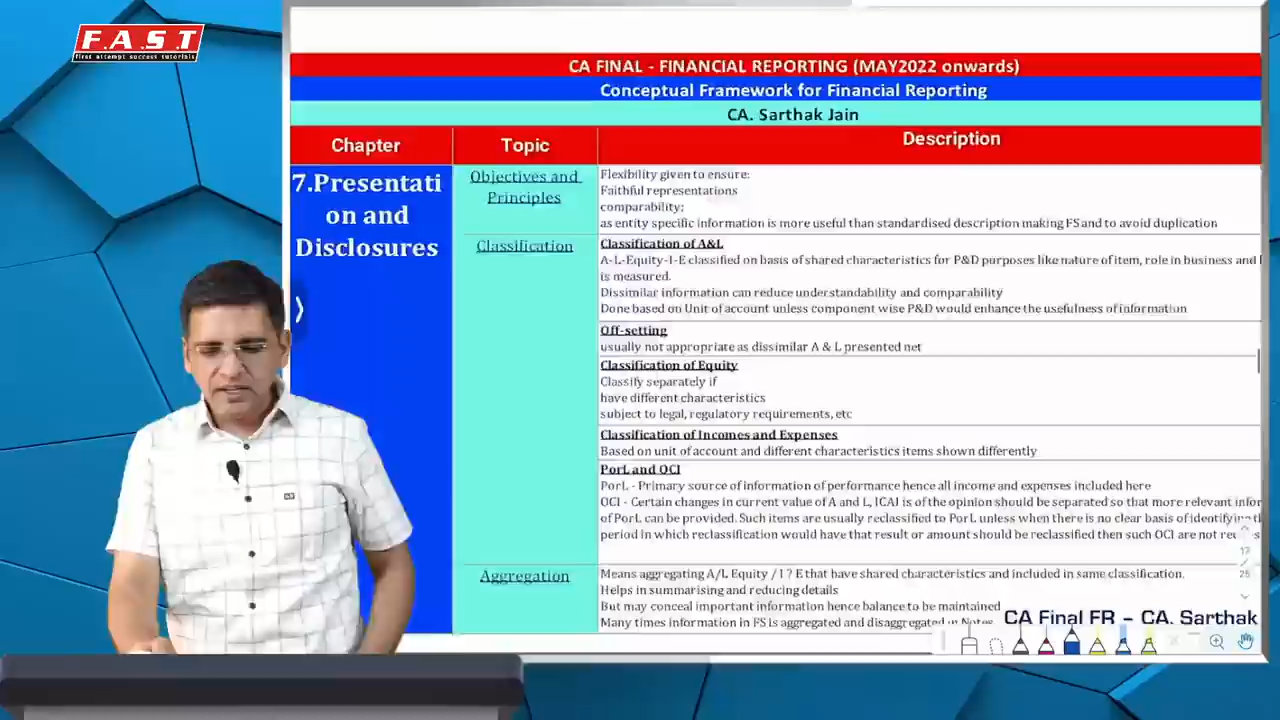 F.A.S.T
first attempt success tutorials
CA FINAL - FINANCIAL REPORTING (MAY2022 onwards)
Conceptual Framework for Financial Reporting
CA. Sarthak Jain
Chapter Topic Description
7.Presentati
on and
Disclosures
Objectives and
Principles
Flexibility given to ensure:
Faithful representations
comparability;
as entity specific information is more useful than standardised description making FS and to avoid duplication
Classification
Classification of A&L
A-L-Equity-I-E classified on basis of shared characteristics for P&D purposes like nature of item, role in business and
is measured.
Dissimilar information can reduce understandability and comparability
Done based on Unit of account unless component wise P&D would enhance the usefulness of information
Off-setting
usually not appropriate as dissimilar A & L presented net
Classification of Equity
Classify separately if
have different characteristics
subject to legal, regulatory requirements, etc
Classification of Incomes and Expenses
Based on unit of account and different characteristics items shown differently
PorL and OCI
PorL - Primary source of information of performance hence all income and expenses included here
OCI - Certain changes in current value of A and L, ICAI is of the opinion should be separated so that more relevant
of PorL can be provided. Such items are usually reclassified to PorL unless when there is no clear basis of identifying
period in which reclassification would have that result or amount should be reclassified then such OCI are not
Aggregation
Means aggregating A/L Equity / I ? E that have shared characteristics and included in same classification.
Helps in summarising and reducing details
But may conceal important information hence balance to be maintained
Many times information in FS is aggregated and disaggregated in Notes
17
25
CA Final FR – CA. Sarthak